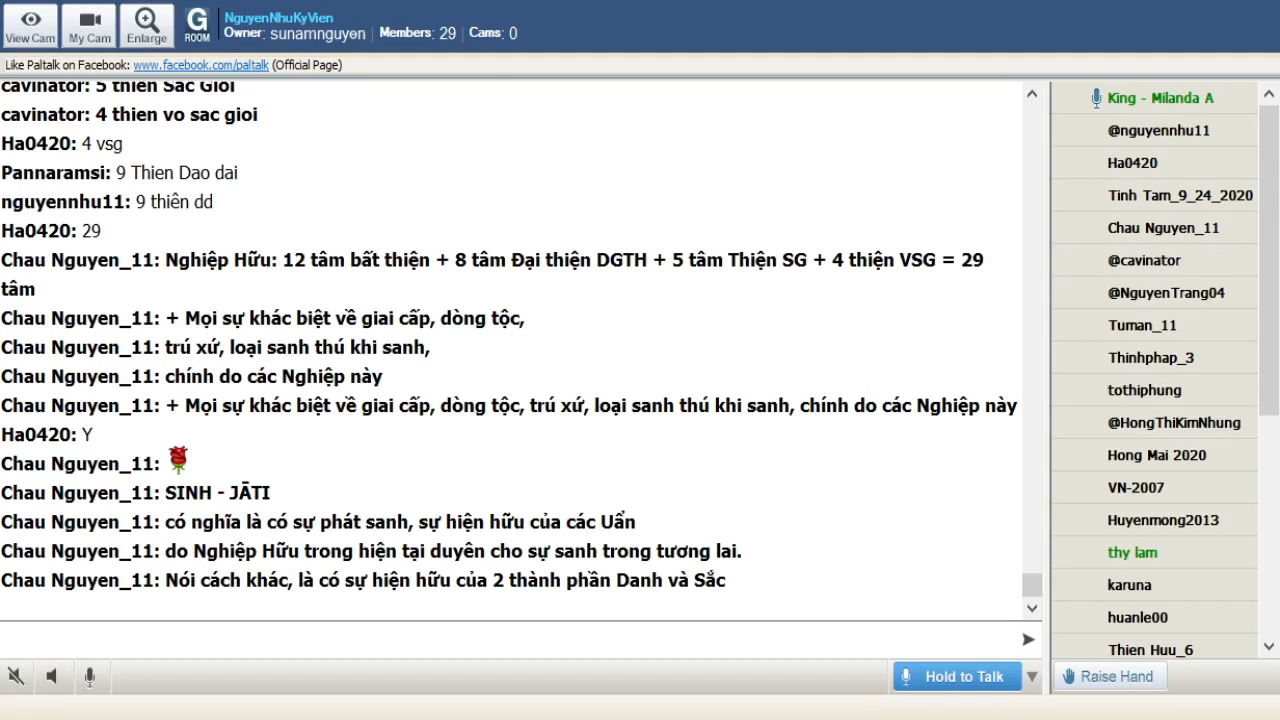 View Cam
My Cam
Enlarge
G
ROOM
NguyenNhuKyVien
Owner: sunamnguyen | Members: 29 | Cams: 0
Like Paltalk on Facebook: www.facebook.com/paltalk (Official Page)
cavinator: 5 thien Sac Gioi
cavinator: 4 thien vo sac gioi
Ha0420: 4 vsg
Pannaramsi: 9 Thien Dao dai
nguyennhu11: 9 thiên dd
Ha0420: 29
Chau Nguyen_11: Nghiệp Hữu: 12 tâm bất thiện + 8 tâm Đại thiện DGTH + 5 tâm Thiện SG + 4 thiện VSG = 29
tâm
Chau Nguyen_11: + Mọi sự khác biệt về giai cấp, dòng tộc,
Chau Nguyen_11: trú xứ, loại sanh thú khi sanh,
Chau Nguyen_11: chính do các Nghiệp này
Chau Nguyen_11: + Mọi sự khác biệt về giai cấp, dòng tộc, trú xứ, loại sanh thú khi sanh, chính do các Nghiệp này
Ha0420: Y
Chau Nguyen_11:
Chau Nguyen_11: SINH - JĀTI
Chau Nguyen_11: có nghĩa là có sự phát sanh, sự hiện hữu của các Uẩn
Chau Nguyen_11: do Nghiệp Hữu trong hiện tại duyên cho sự sanh trong tương lai.
Chau Nguyen_11: Nói cách khác, là có sự hiện hữu của 2 thành phần Danh và Sắc
King - Milanda A
@nguyennhu11
Ha0420
Tinh Tam_9_24_2020
Chau Nguyen_11
@cavinator
@NguyenTrang04
Tuman_11
Thinhphap_3
tothiphung
@HongThiKimNhung
Hong Mai 2020
VN-2007
Huyenmong2013
thy lam
karuna
huanle00
Thien Huu_6
Hold to Talk
Raise Hand